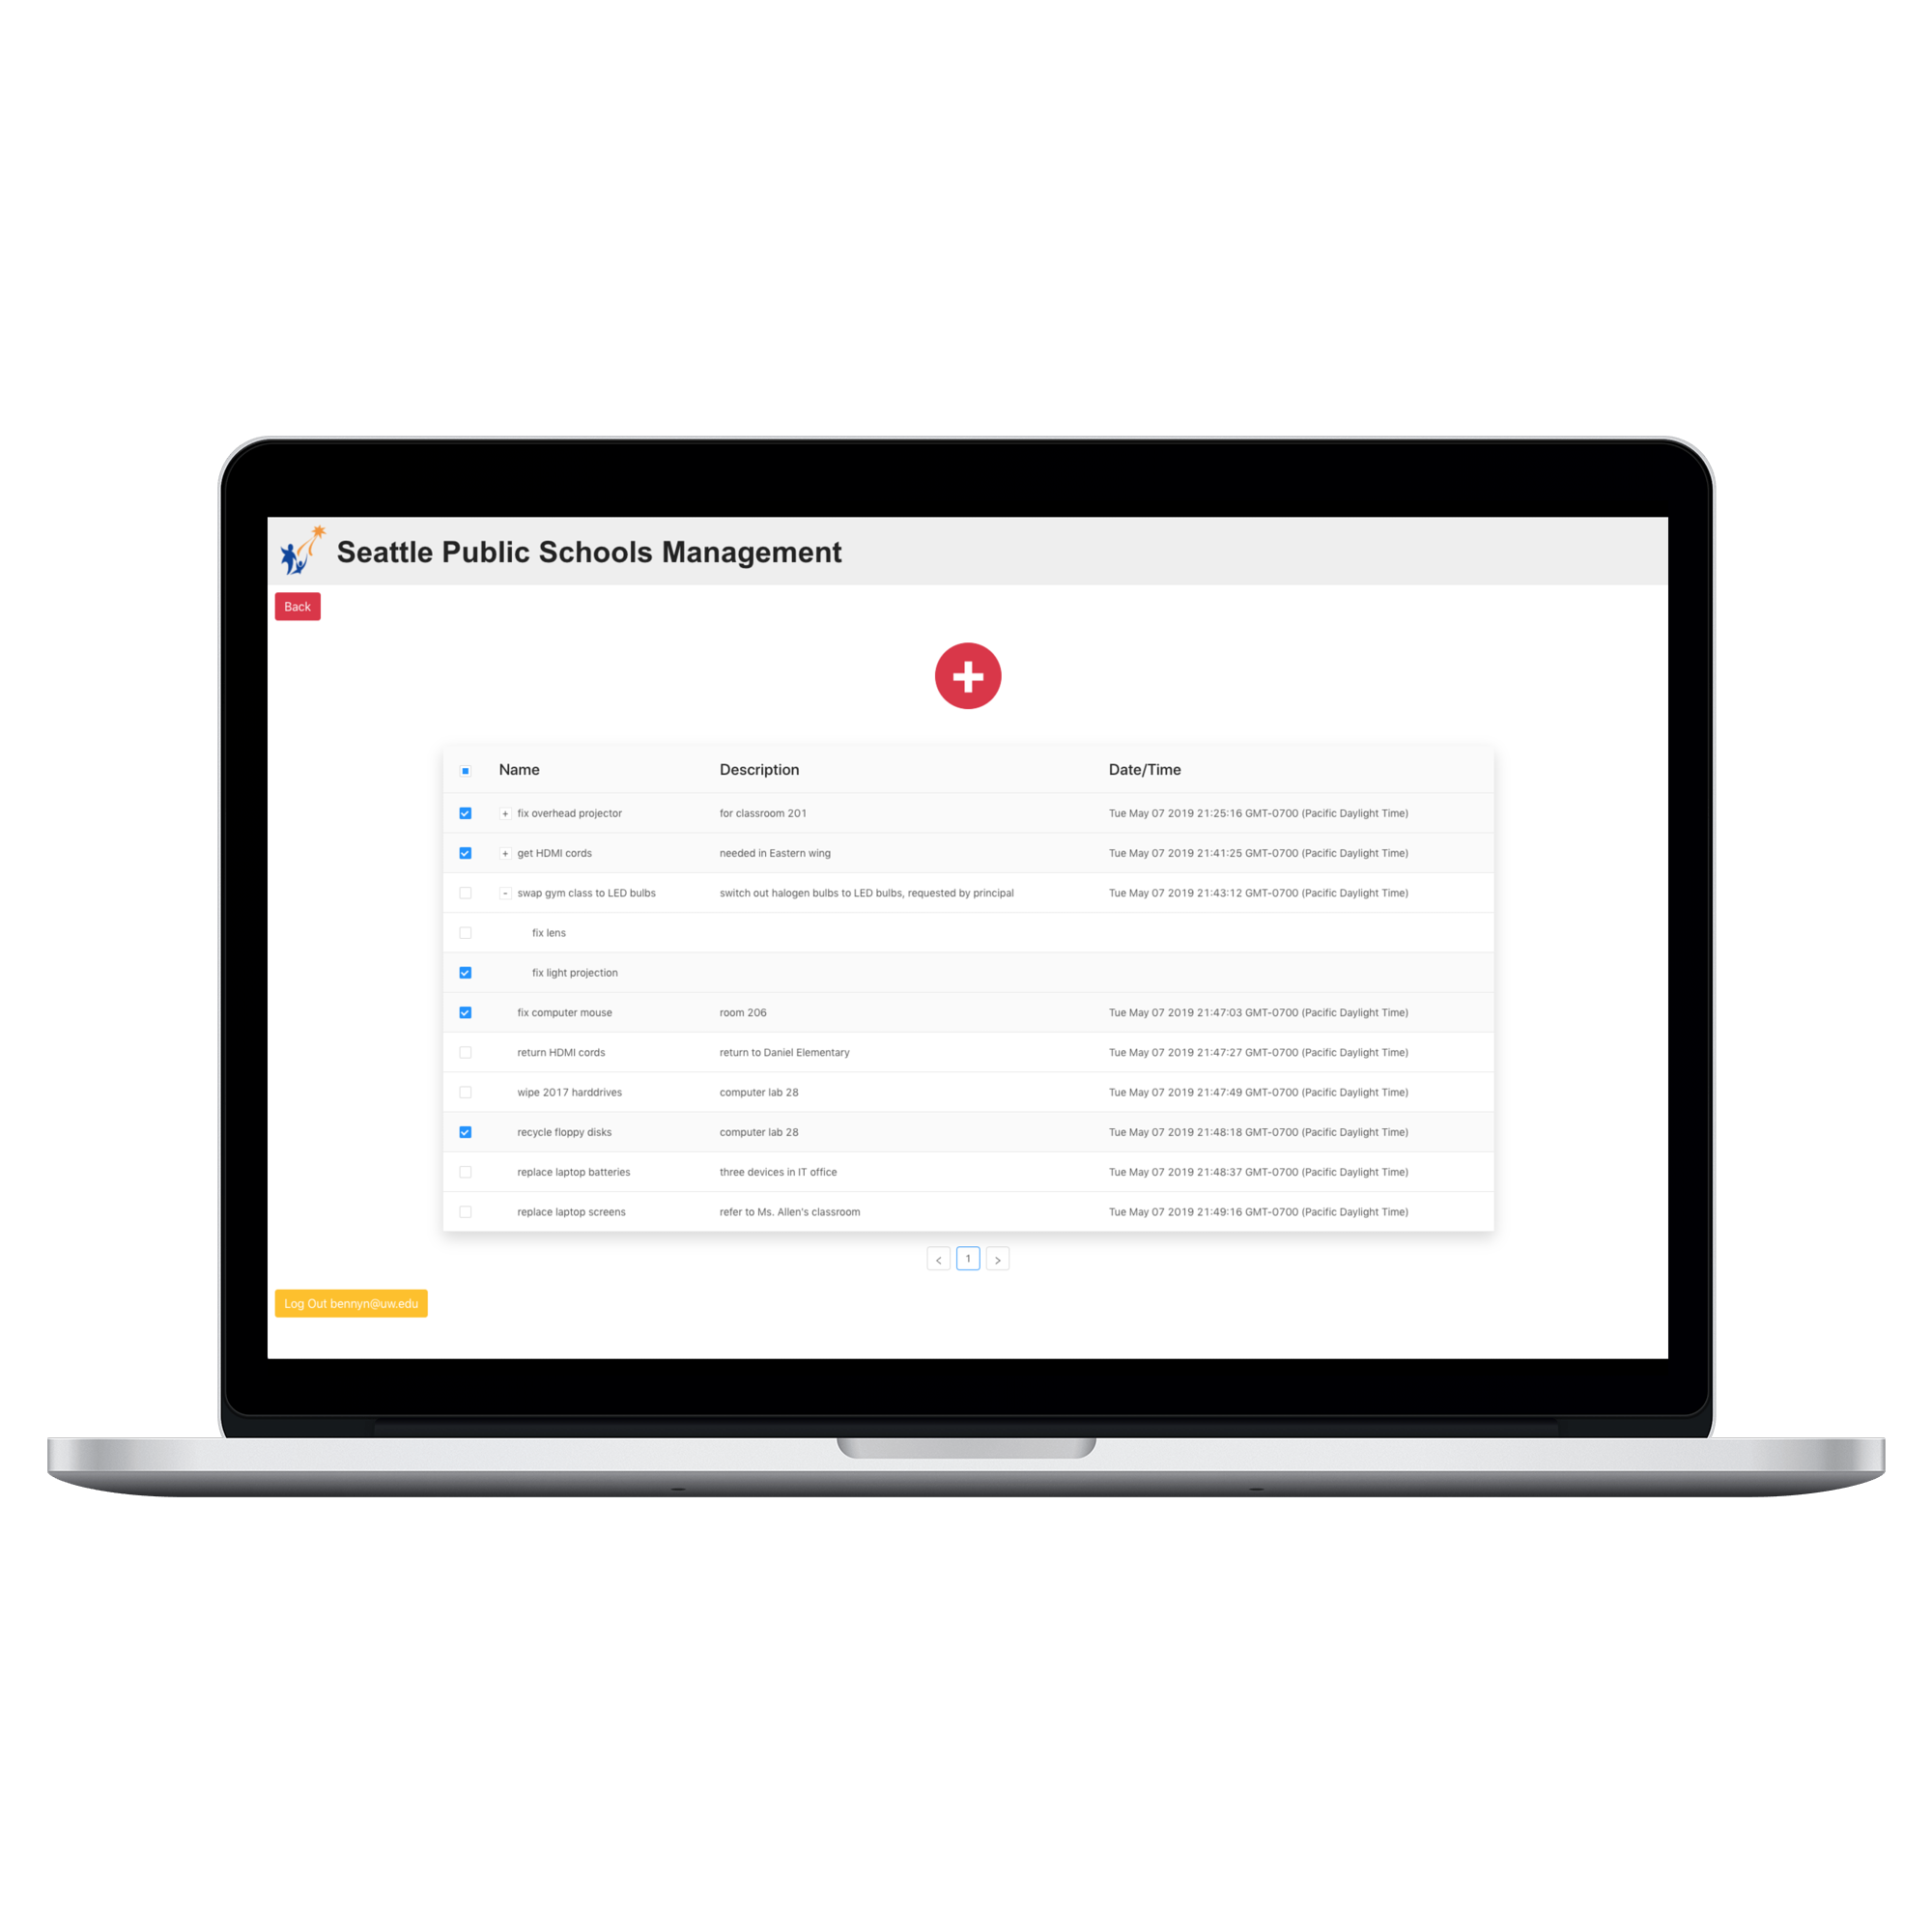 Seattle Public Schools Management
Back
Name Description Date/Time
+ fix overhead projector for classroom 201 Tue May 07 2019 21:25:16 GMT-0700 (Pacific Daylight Time)
+ get HDMI cords needed in Eastern wing Tue May 07 2019 21:41:25 GMT-0700 (Pacific Daylight Time)
- swap gym class to LED bulbs switch out halogen bulbs to LED bulbs, requested by principal Tue May 07 2019 21:43:12 GMT-0700 (Pacific Daylight Time)
fix lens
fix light projection
fix computer mouse room 206 Tue May 07 2019 21:47:03 GMT-0700 (Pacific Daylight Time)
return HDMI cords return to Daniel Elementary Tue May 07 2019 21:47:27 GMT-0700 (Pacific Daylight Time)
wipe 2017 harddrives computer lab 28 Tue May 07 2019 21:47:49 GMT-0700 (Pacific Daylight Time)
recycle floppy disks computer lab 28 Tue May 07 2019 21:48:18 GMT-0700 (Pacific Daylight Time)
replace laptop batteries three devices in IT office Tue May 07 2019 21:48:37 GMT-0700 (Pacific Daylight Time)
replace laptop screens refer to Ms. Allen's classroom Tue May 07 2019 21:49:16 GMT-0700 (Pacific Daylight Time)
< 1 >
Log Out bennyn@uw.edu